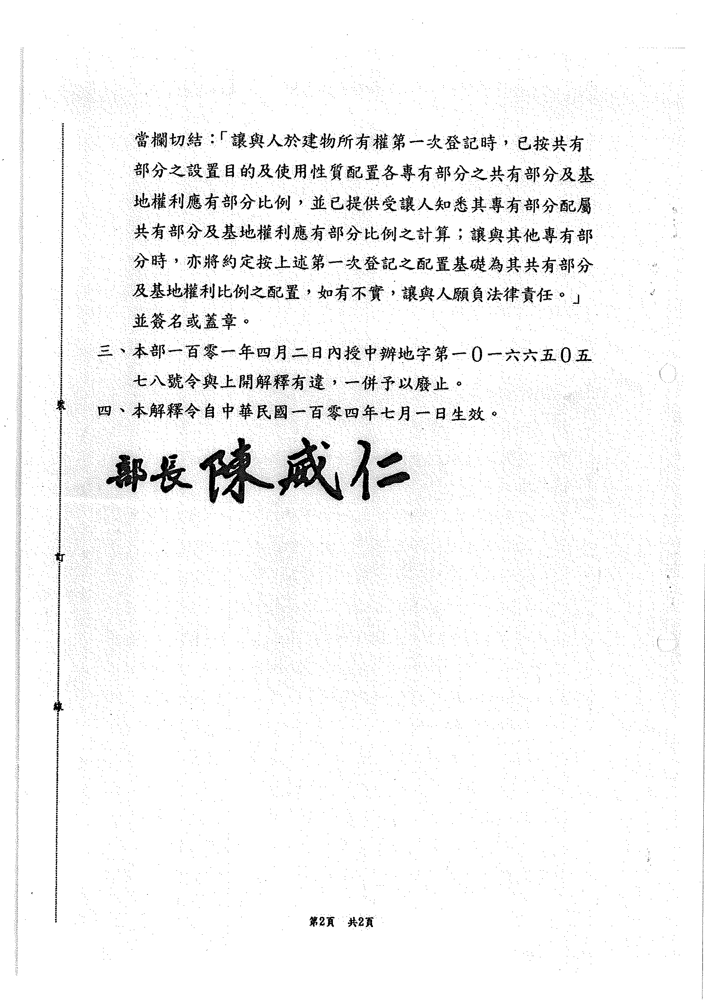 當欄切結：「讓與人於建物所有權第一次登記時，已按共有
部分之設置目的及使用性質配置各專有部分之共有部分及基
地權利應有部分比例，並已提供受讓人知悉其專有部分配屬
共有部分及基地權利應有部分比例之計算；讓與其他專有部
分時，亦將約定按上述第一次登記之配置基礎為其共有部分
及基地權利比例之配置，如有不實，讓與人願負法律責任。」
並簽名或蓋章。
三、本部一百零一年四月二日內授中辦地字第一0一六六五0五
七八號令與上開解釋有違，一併予以廢止。
四、本解釋令自中華民國一百零四年七月一日生效。
部長 陳威仁
裝
訂
線
第2頁 共2頁